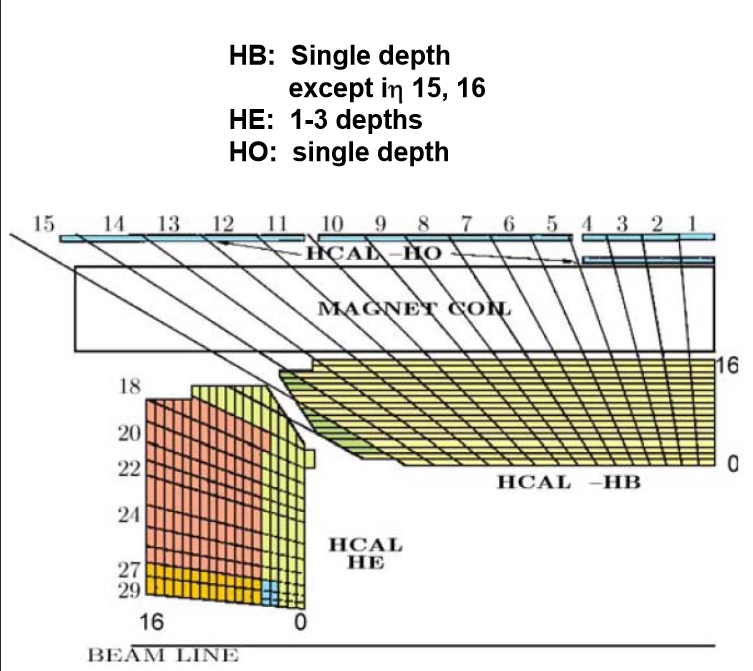 HB: Single depth
except iη 15, 16
HE: 1-3 depths
HO: single depth
15 14 13 12 11 10 9 8 7 6 5 4 3 2 1
HCAL –HO
MAGNET COIL
16
18
20
0
22
HCAL –HB
24
HCAL
HE
27
29
16 0
BEAM LINE